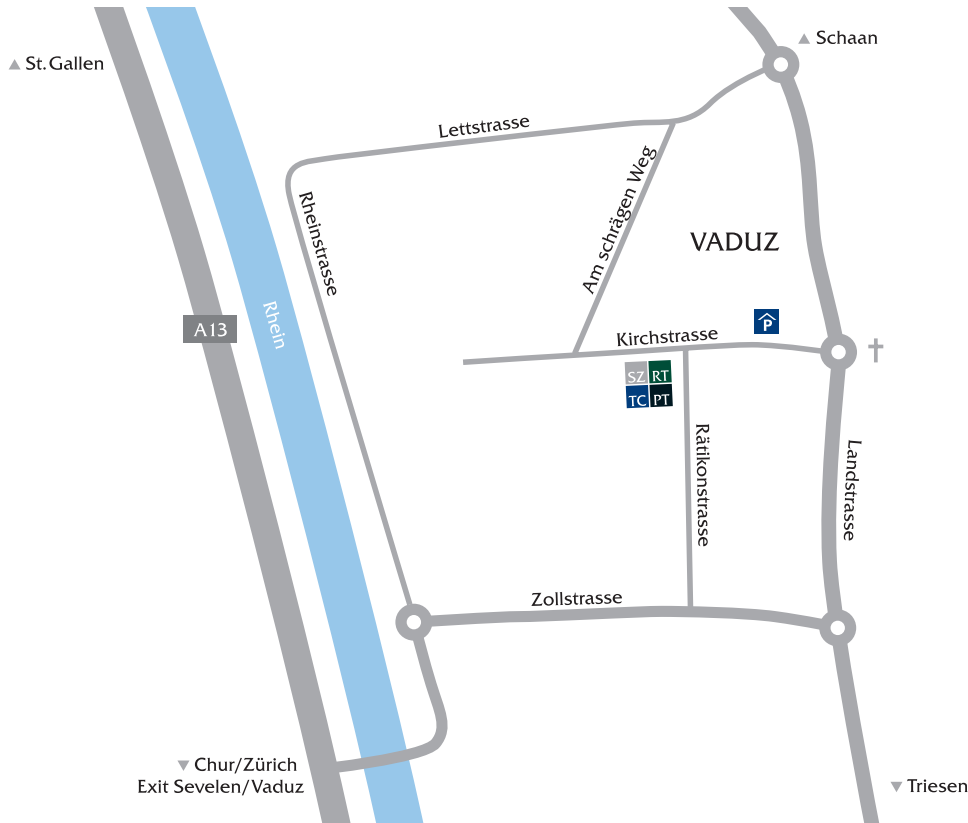 Schaan
St. Gallen
Lettstrasse
Am schrägen Weg
Rheinstrasse
VADUZ
Rhein
A13
P
Kirchstrasse
SZ RT
TC PT
Rätikonstrasse
Landstrasse
Zollstrasse
Chur/Zürich
Exit Sevelen/Vaduz
Triesen